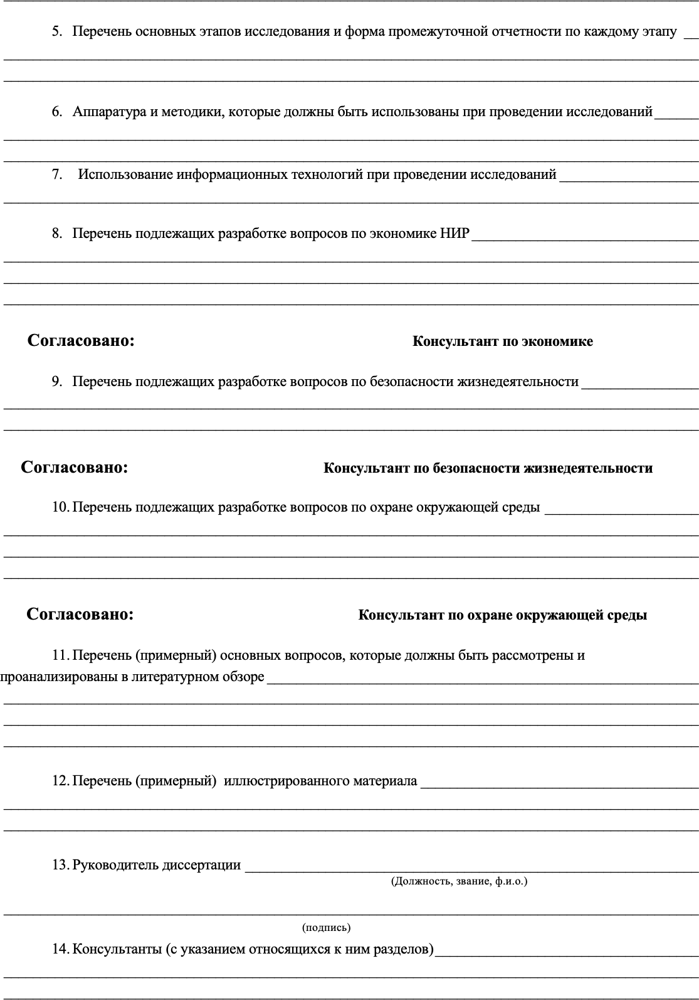 5. Перечень основных этапов исследования и форма промежуточной отчетности по каждому этапу
6. Аппаратура и методики, которые должны быть использованы при проведении исследований
7. Использование информационных технологий при проведении исследований
8. Перечень подлежащих разработке вопросов по экономике НИР
Согласовано: Консультант по экономике
9. Перечень подлежащих разработке вопросов по безопасности жизнедеятельности
Согласовано: Консультант по безопасности жизнедеятельности
10. Перечень подлежащих разработке вопросов по охране окружающей среды
Согласовано: Консультант по охране окружающей среды
11. Перечень (примерный) основных вопросов, которые должны быть рассмотрены и
проанализированы в литературном обзоре
12. Перечень (примерный) иллюстрированного материала
13. Руководитель диссертации
(Должность, звание, ф.и.о.)
(подпись)
14. Консультанты (с указанием относящихся к ним разделов)